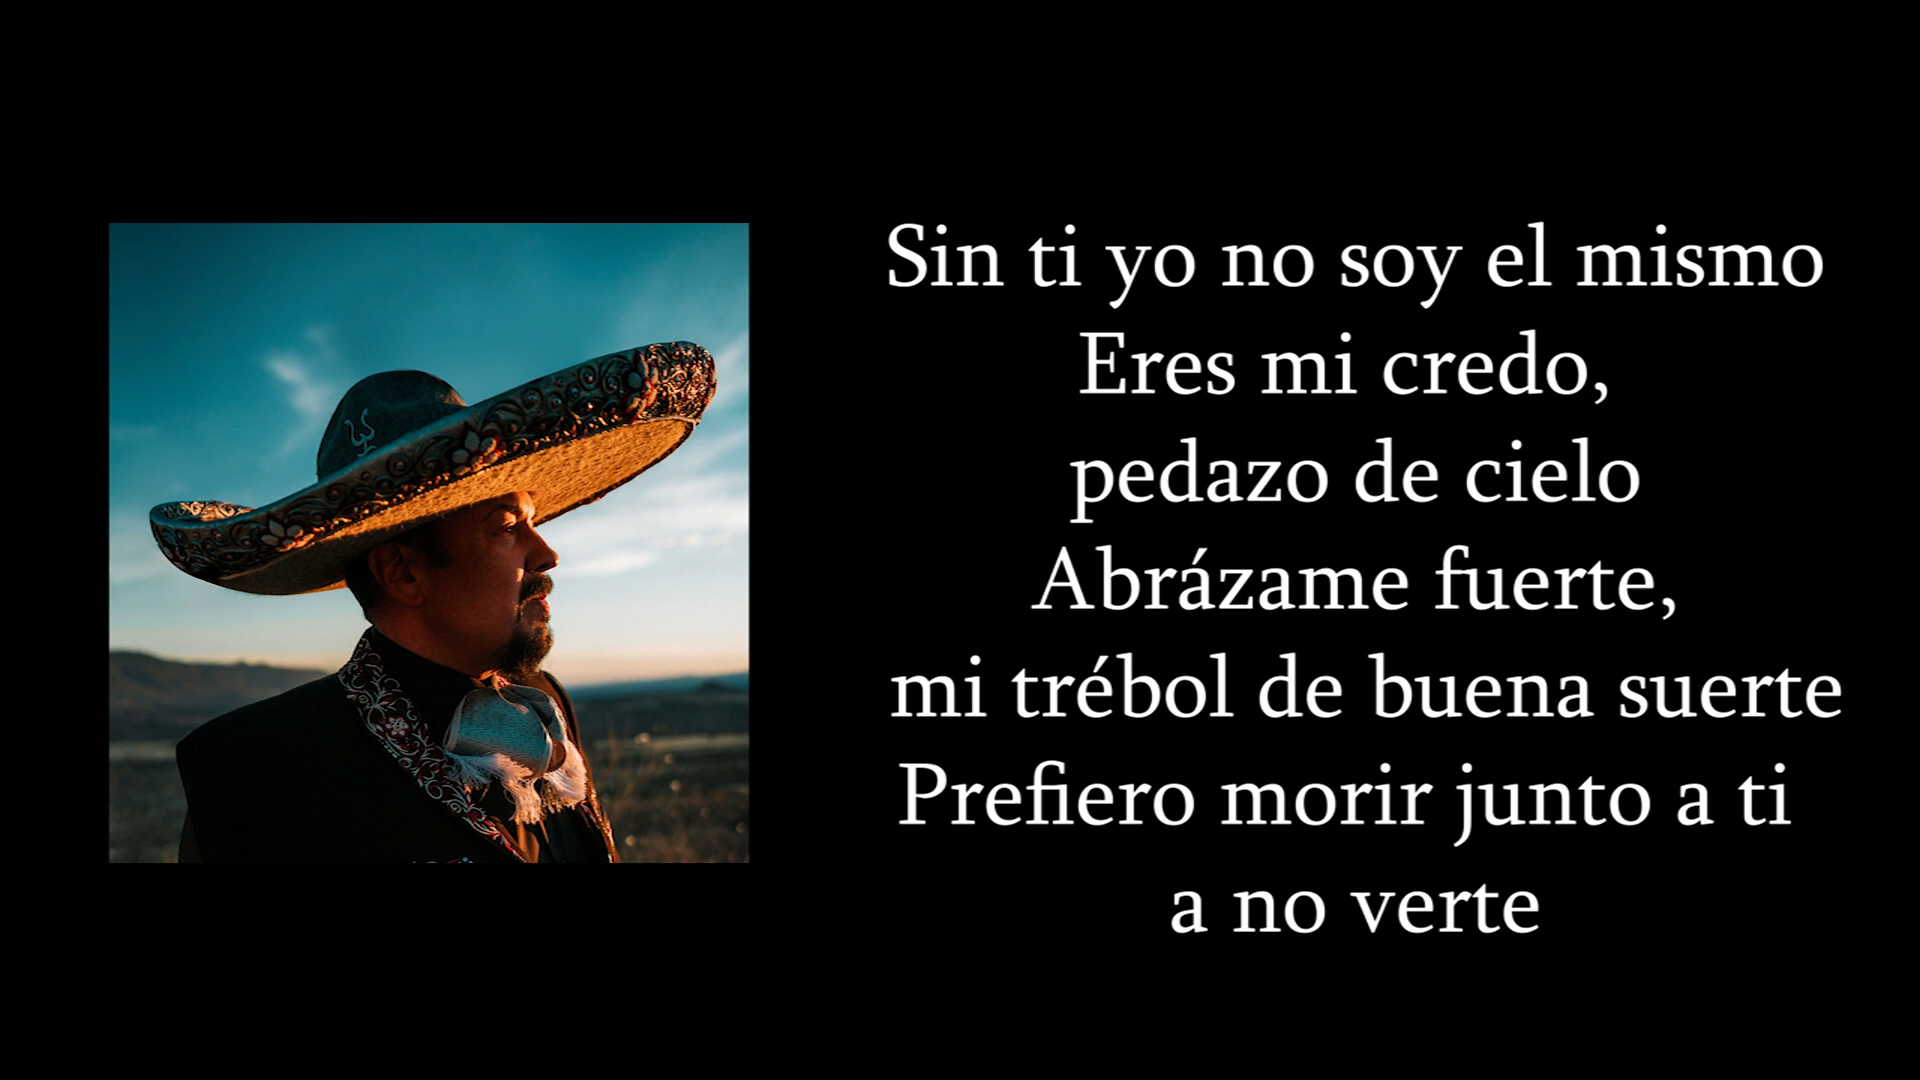 Sin ti yo no soy el mismo
Eres mi credo,
pedazo de cielo
Abrázame fuerte,
mi trébol de buena suerte
Prefiero morir junto a ti
a no verte